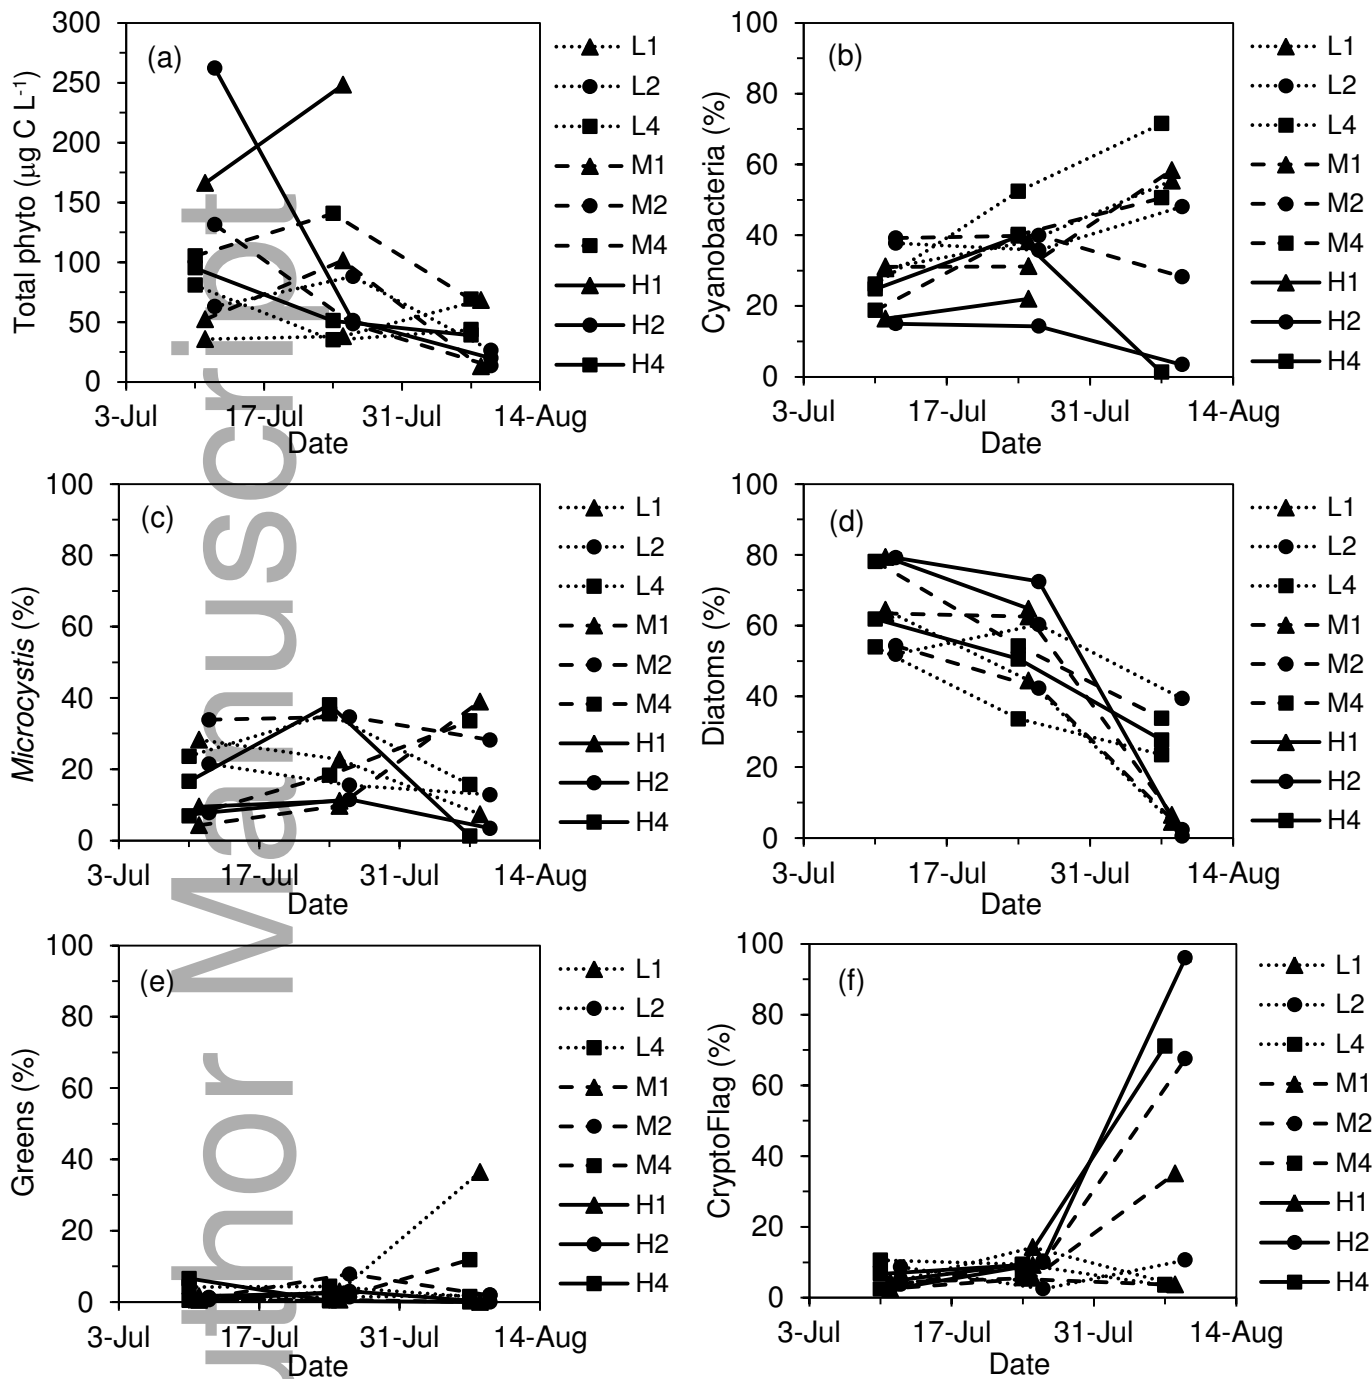 (a)
Total phyto (µg C L-1)
300
250
200
150
100
50
0
3-Jul 17-Jul 31-Jul 14-Aug
Date
L1
L2
L4
M1
M2
M4
H1
H2
H4
(b)
Cyanobacteria (%)
100
80
60
40
20
0
3-Jul 17-Jul 31-Jul 14-Aug
Date
L1
L2
L4
M1
M2
M4
H1
H2
H4
(c)
Microcystis (%)
100
80
60
40
20
0
3-Jul 17-Jul 31-Jul 14-Aug
Date
L1
L2
L4
M1
M2
M4
H1
H2
H4
(d)
Diatoms (%)
100
80
60
40
20
0
3-Jul 17-Jul 31-Jul 14-Aug
Date
L1
L2
L4
M1
M2
M4
H1
H2
H4
(e)
Greens (%)
100
80
60
40
20
0
3-Jul 17-Jul 31-Jul 14-Aug
Date
L1
L2
L4
M1
M2
M4
H1
H2
H4
(f)
CryptoFlag (%)
100
80
60
40
20
0
3-Jul 17-Jul 31-Jul 14-Aug
Date
L1
L2
L4
M1
M2
M4
H1
H2
H4
uthor Manuscript